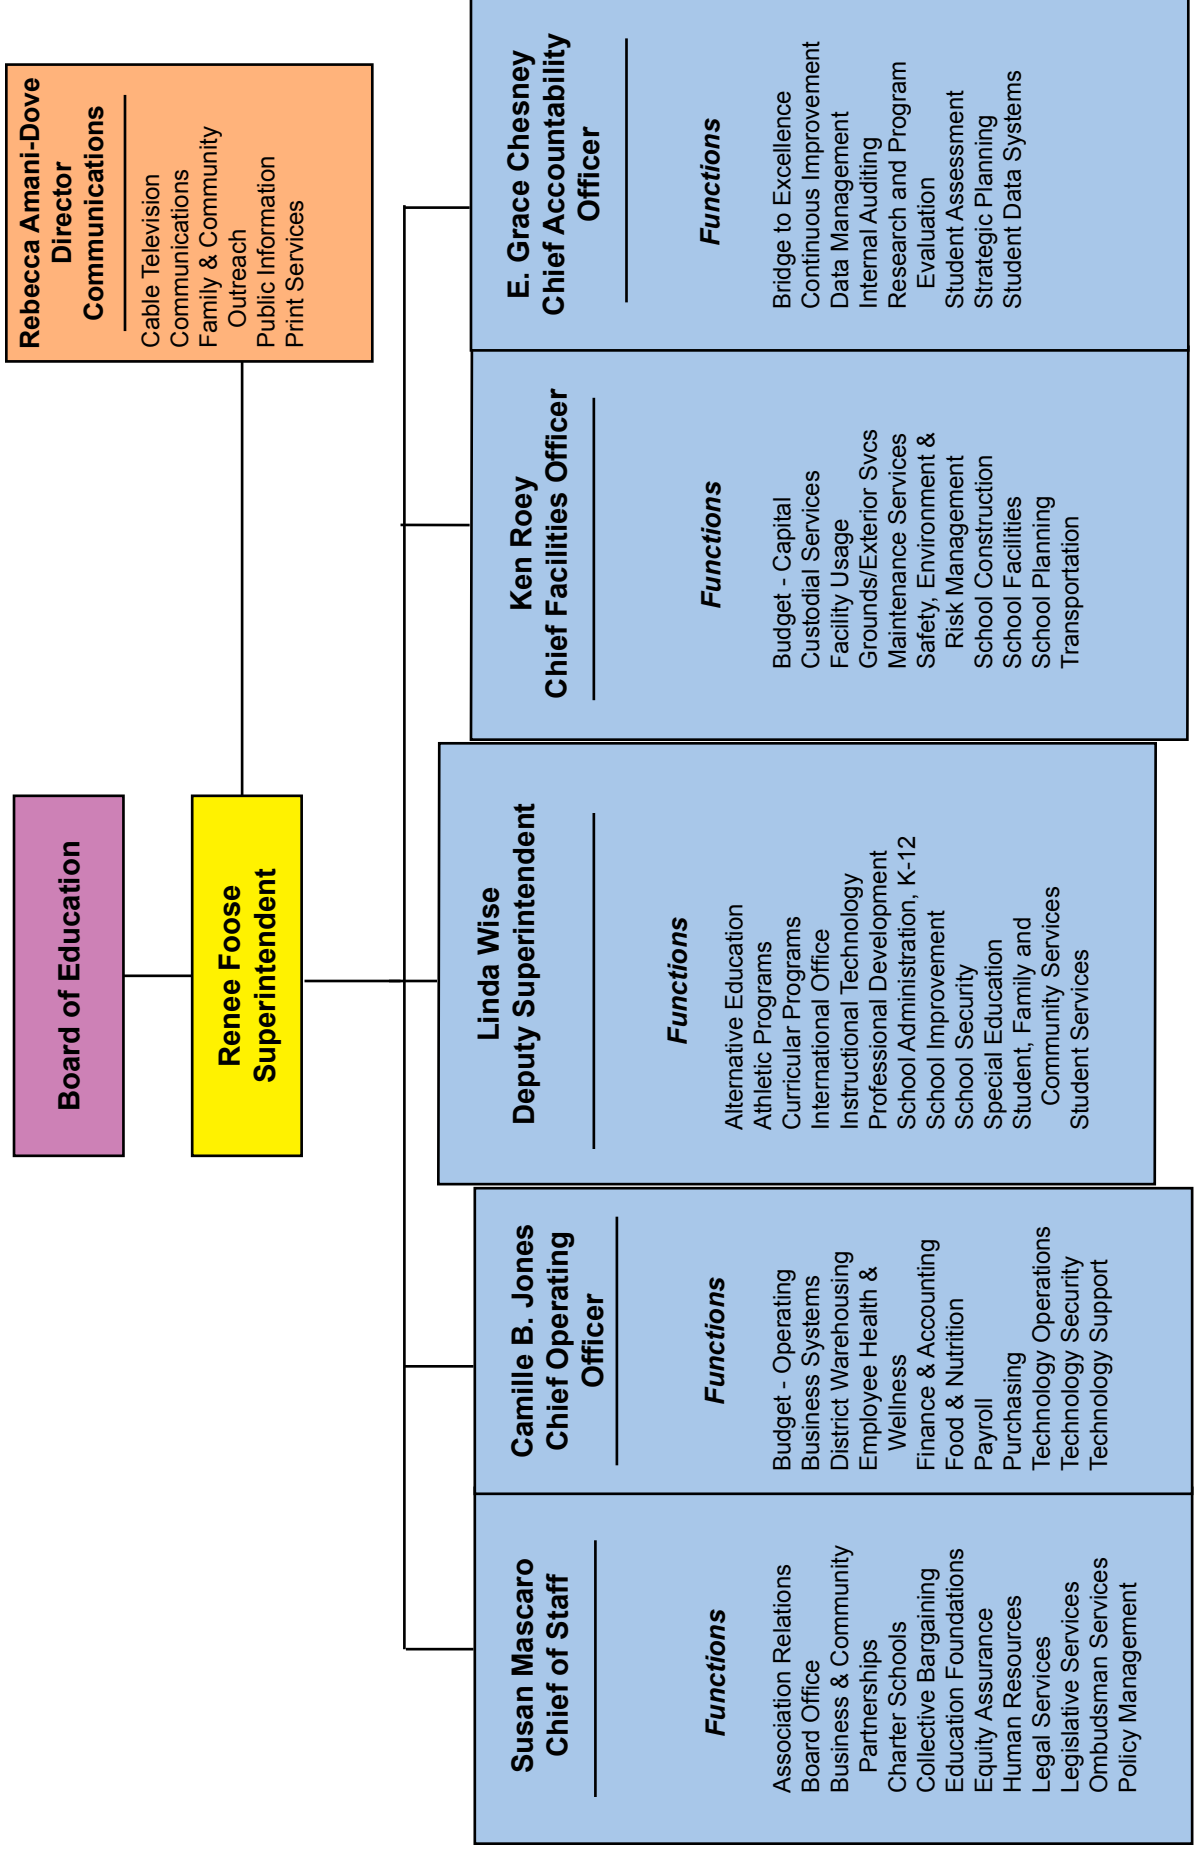 Board of Education
Renee Foose
Superintendent
Rebecca Amani-Dove
Director
Communications
Cable Television
Communications
Family & Community
Outreach
Public Information
Print Services
Susan Mascaro
Chief of Staff
Functions
Association Relations
Board Office
Business & Community
Partnerships
Charter Schools
Collective Bargaining
Education Foundations
Equity Assurance
Human Resources
Legal Services
Legislative Services
Ombudsman Services
Policy Management
Camille B. Jones
Chief Operating
Officer
Functions
Budget - Operating
Business Systems
District Warehousing
Employee Health &
Wellness
Finance & Accounting
Food & Nutrition
Payroll
Purchasing
Technology Operations
Technology Security
Technology Support
Linda Wise
Deputy Superintendent
Functions
Alternative Education
Athletic Programs
Curricular Programs
International Office
Instructional Technology
Professional Development
School Administration, K-12
School Improvement
School Security
Special Education
Student, Family and
Community Services
Student Services
Ken Roey
Chief Facilities Officer
Functions
Budget - Capital
Custodial Services
Facility Usage
Grounds/Exterior Svcs
Maintenance Services
Safety, Environment &
Risk Management
School Construction
School Facilities
School Planning
Transportation
E. Grace Chesney
Chief Accountability
Officer
Functions
Bridge to Excellence
Continuous Improvement
Data Management
Internal Auditing
Research and Program
Evaluation
Student Assessment
Strategic Planning
Student Data Systems